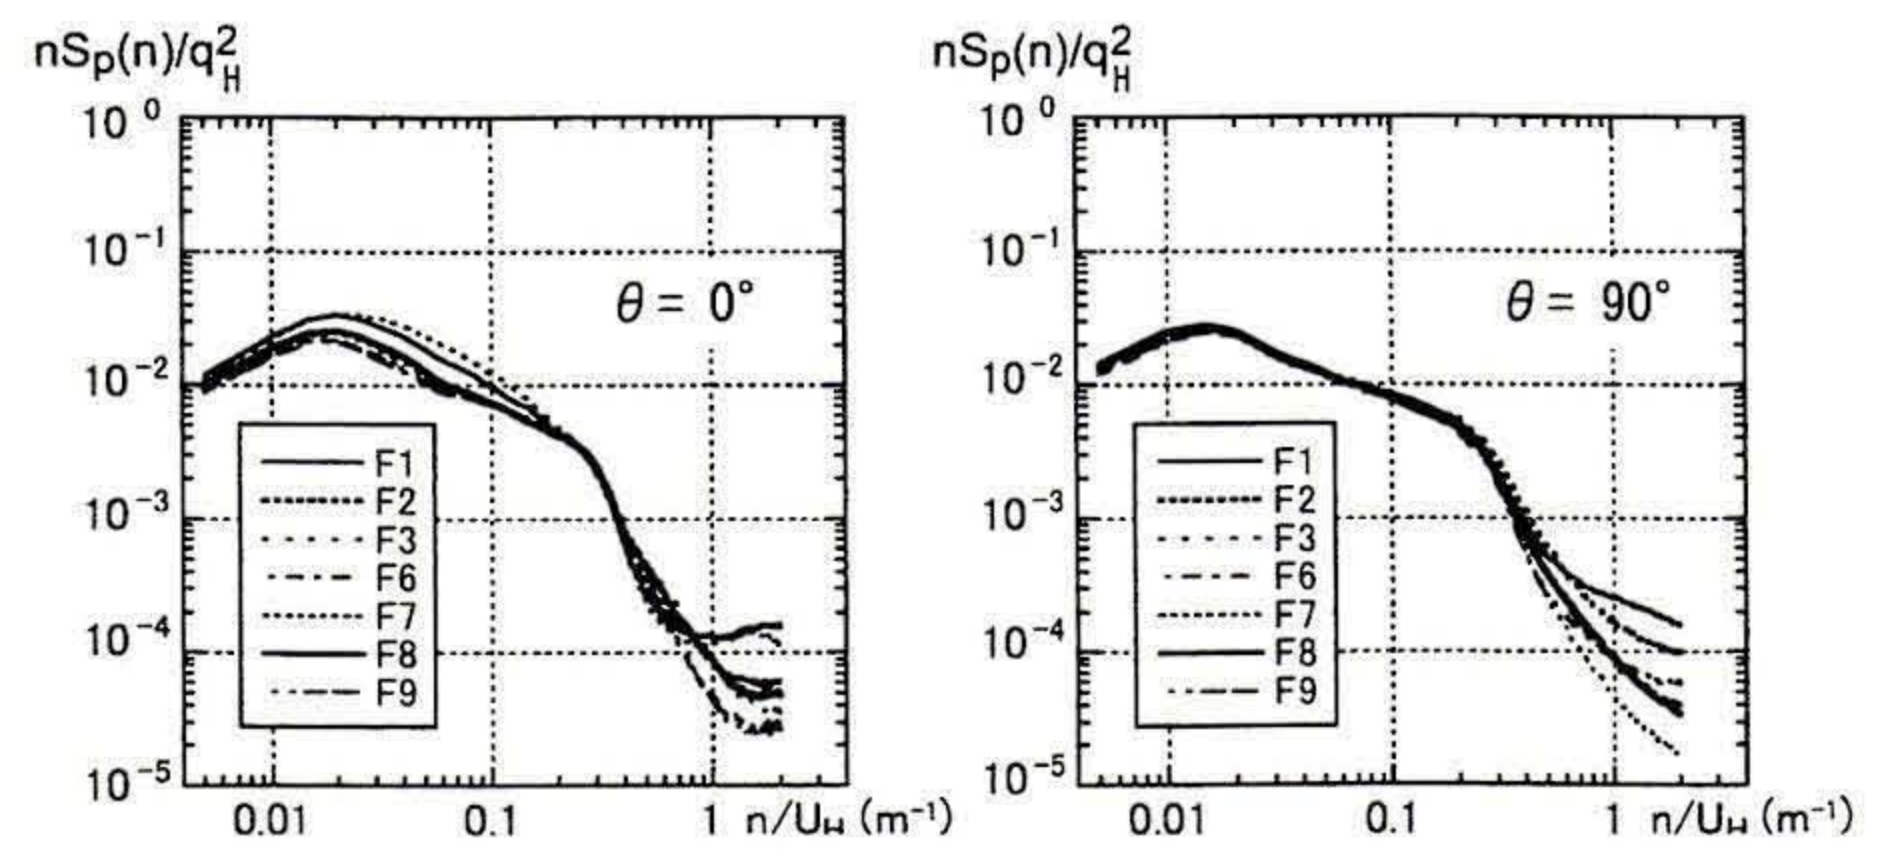 nSp(n)/q²H
10⁰
10⁻¹
10⁻²
10⁻³
10⁻⁴
10⁻⁵
θ = 0°
F1
F2
F3
F6
F7
F8
F9
0.01 0.1 1 n/UH (m⁻¹)
nSp(n)/q²H
10⁰
10⁻¹
10⁻²
10⁻³
10⁻⁴
10⁻⁵
θ = 90°
F1
F2
F3
F6
F7
F8
F9
0.01 0.1 1 n/UH (m⁻¹)